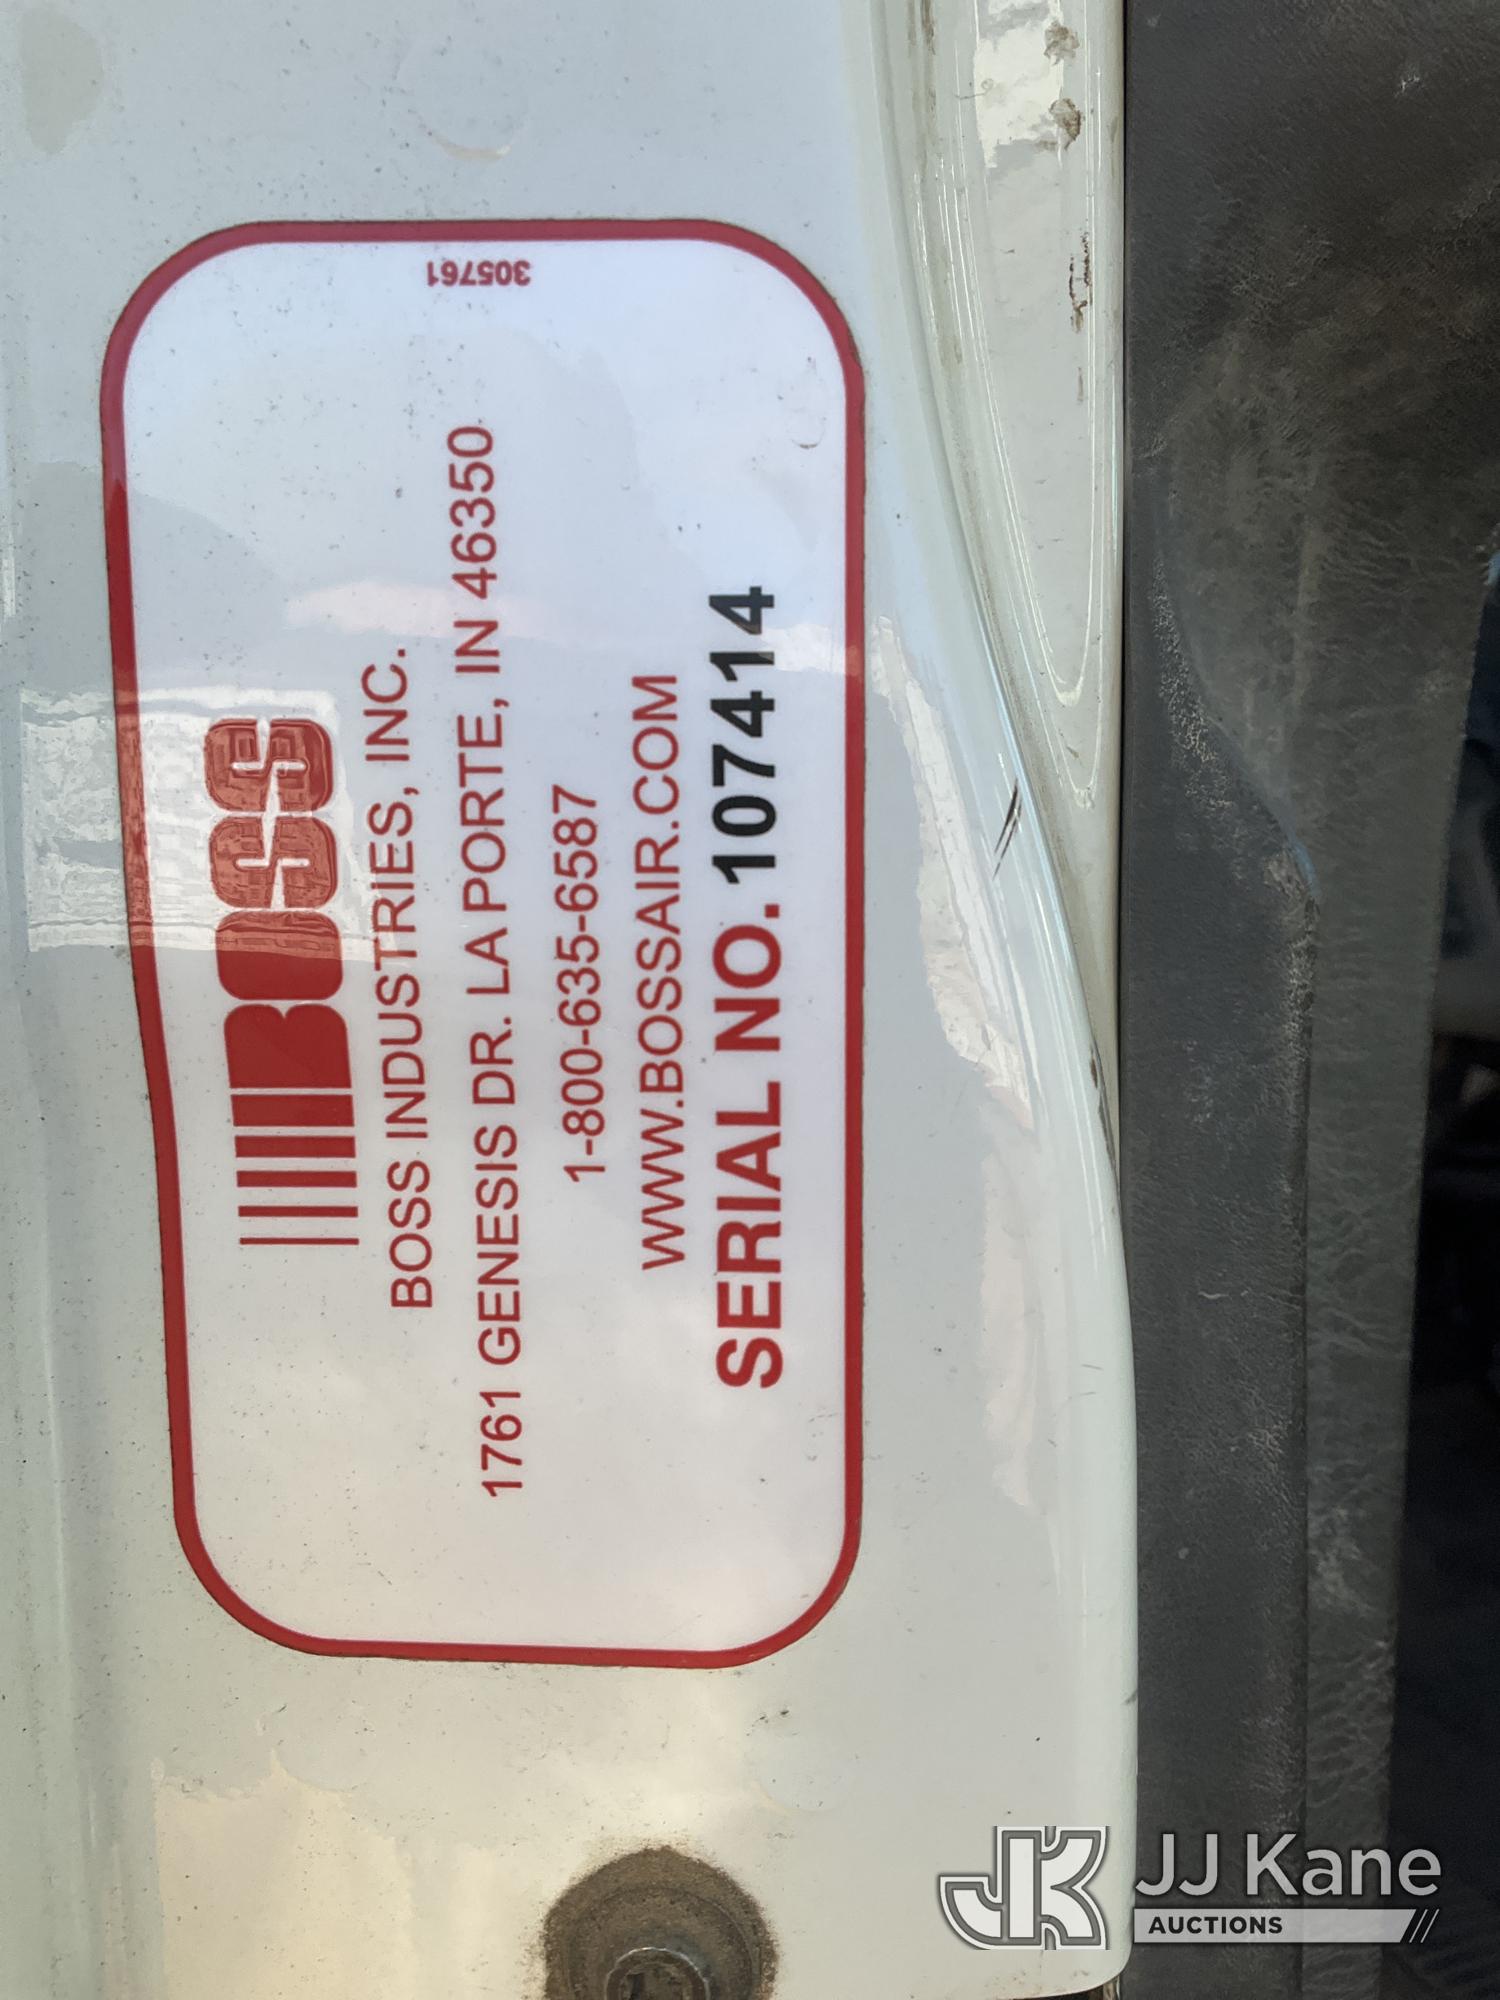 BOSS
BOSS INDUSTRIES, INC.
1761 GENESIS DR. LA PORTE, IN 46350
1-800-635-6587
WWW.BOSSAIR.COM
SERIAL NO. 107414
305761
JK JJ Kane
AUCTIONS